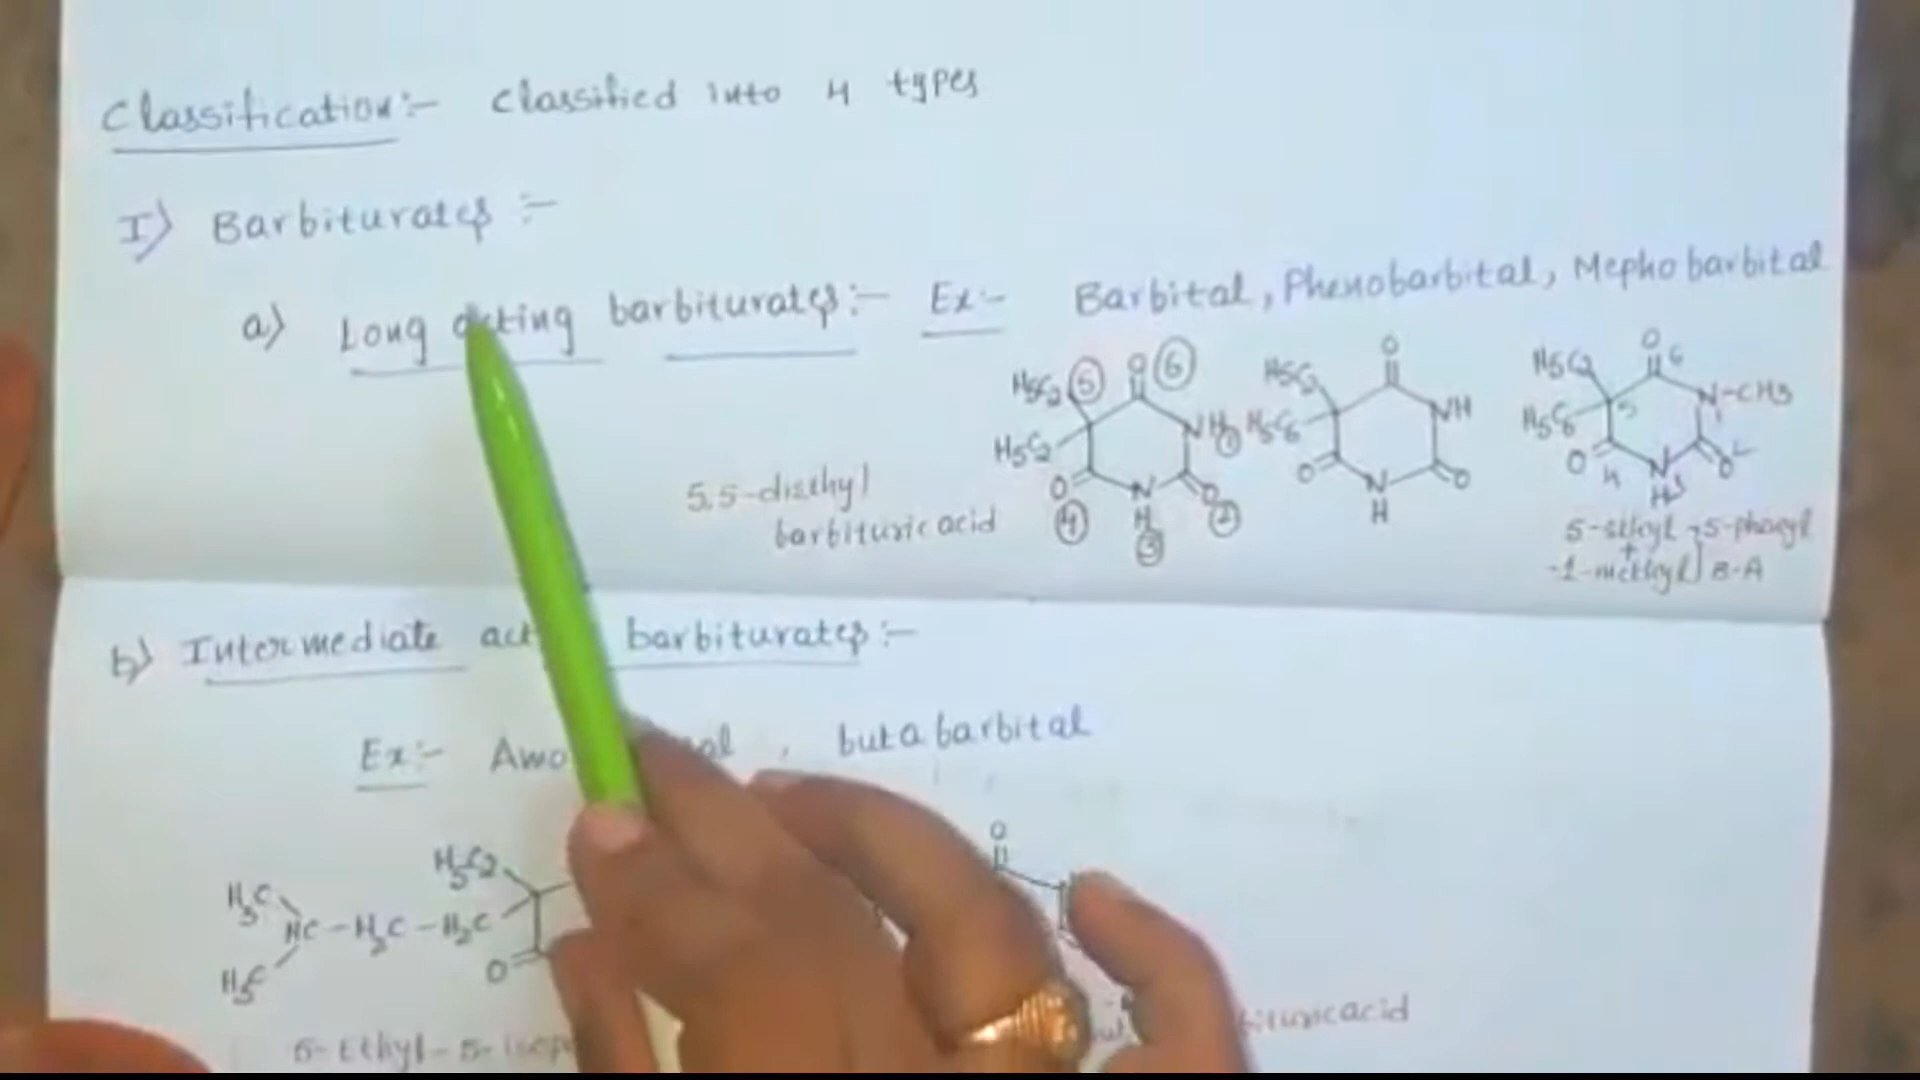 Classification:- Classified into 4 types
I) Barbiturates :-
a) Long acting barbiturates:- Ex:- Barbital, Phenobarbital, Mephobarbital
H5C2 5 O 6 H5C2 O H5C2 O 6
H5C2 NH 1 H5C6 NH H5C6 5 N-CH3 1
O N O O N O O 4 N O 2
4 H 2 H H 3
3
5,5-diethyl
barbituric acid
5-ethyl-5-phenyl
-1-methyl B-A
b) Intermediate act barbiturates:-
Ex:- Amo al , butabarbital
H5C2 O
H3C
HC-H2C-H2C
H3C O
5-Ethyl-5-isop bituric acid